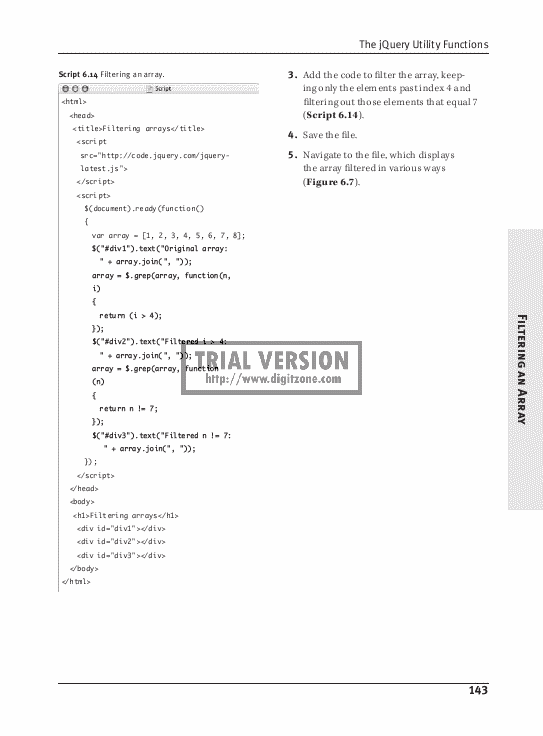 The jQuery Utility Functions
Script 6.14 Filtering an array.
Script
<html>
<head>
<title>Filtering arrays</title>
<script
src="http://code.jquery.com/jquery-
latest.js">
</script>
<script>
$(document).ready(function()
{
var array = [1, 2, 3, 4, 5, 6, 7, 8];
$("#div1").text("Original array:
" + array.join(", "));
array = $.grep(array, function(n,
i)
{
return (i > 4);
});
$("#div2").text("Filtered i > 4:
" + array.join(", "));
array = $.grep(array, function
(n)
{
return n != 7;
});
$("#div3").text("Filtered n != 7:
" + array.join(", "));
});
</script>
</head>
<body>
<h1>Filtering arrays</h1>
<div id="div1"></div>
<div id="div2"></div>
<div id="div3"></div>
</body>
</html>
3. Add the code to filter the array, keep-
ing only the elements past index 4 and
filtering out those elements that equal 7
(Script 6.14).
4. Save the file.
5. Navigate to the file, which displays
the array filtered in various ways
(Figure 6.7).
TRIAL VERSION
http://www.digitzone.com
Filtering an Array
143